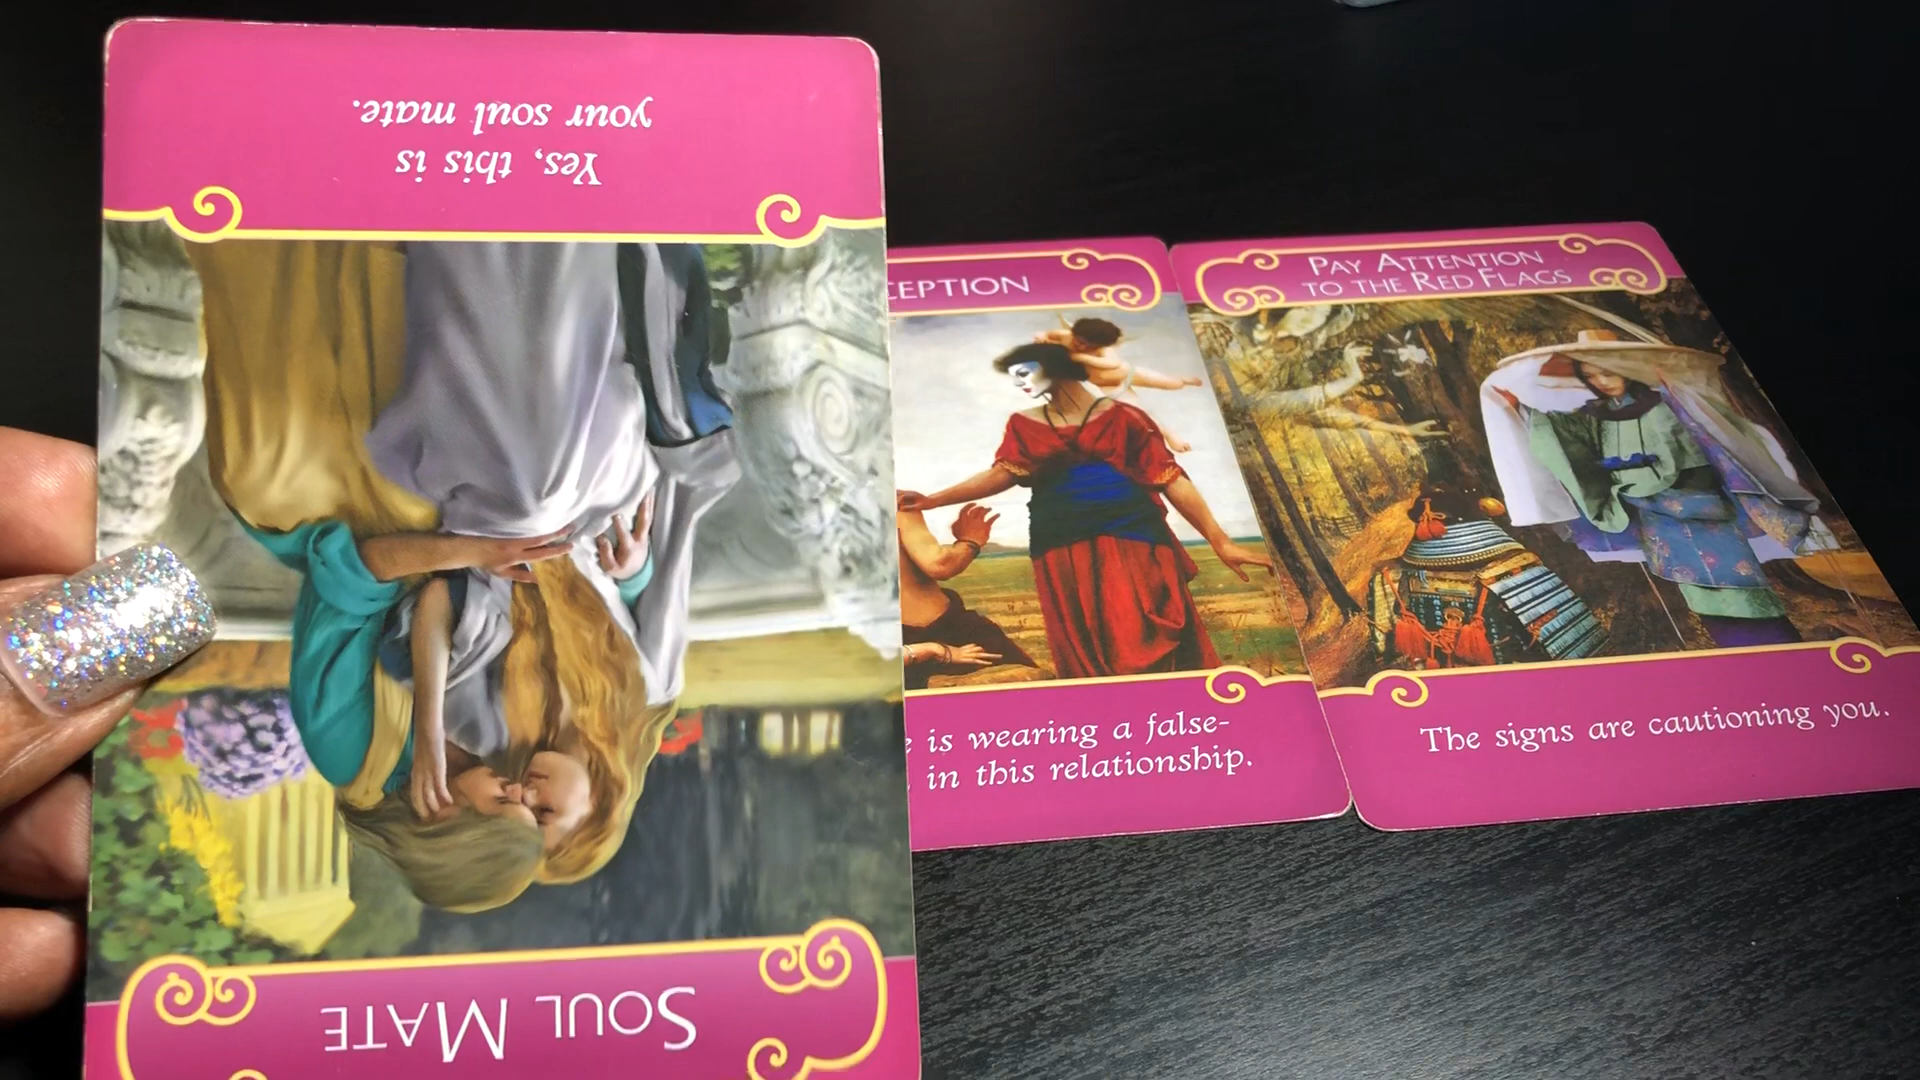 SOUL MATE
Yes, this is
your soul mate.
CEPTION
is wearing a false-
in this relationship.
PAY ATTENTION
TO THE RED FLAGS
The signs are cautioning you.